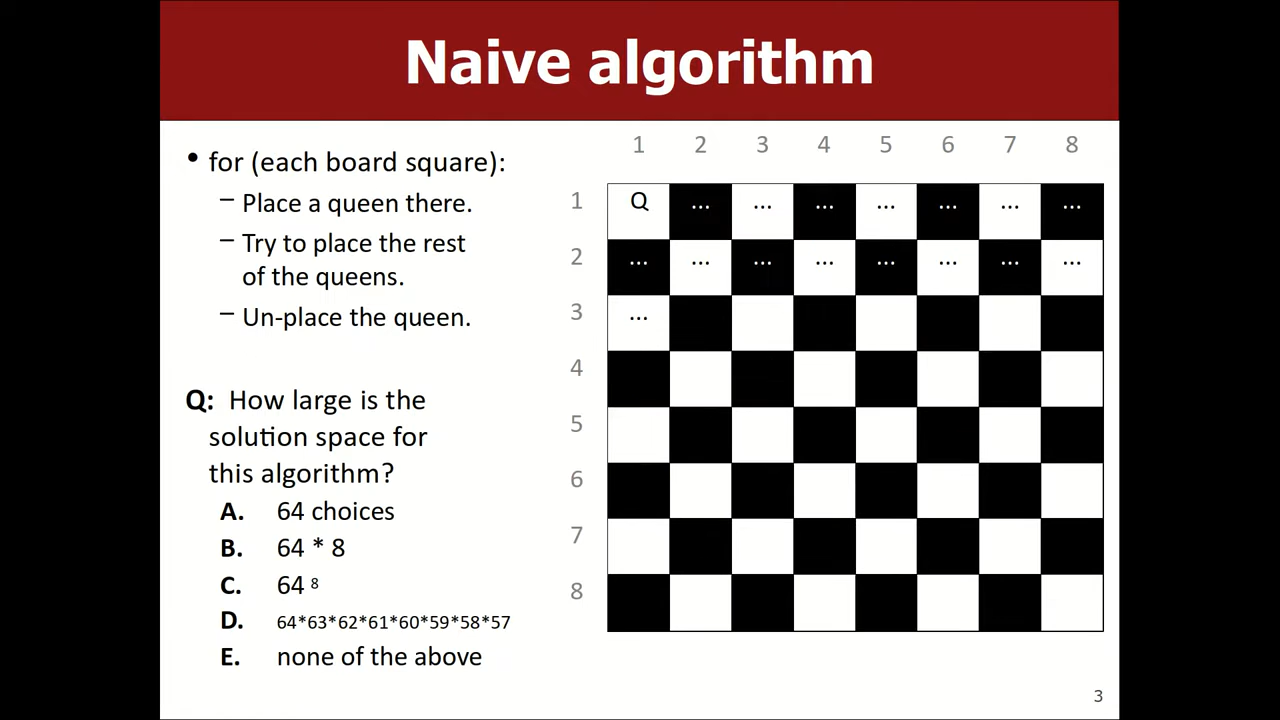 Naive algorithm
• for (each board square):
– Place a queen there.
– Try to place the rest
of the queens.
– Un-place the queen.
Q: How large is the
solution space for
this algorithm?
A. 64 choices
B. 64 * 8
C. 64 8
D. 64*63*62*61*60*59*58*57
E. none of the above
1 2 3 4 5 6 7 8
1 Q ... ... ... ... ... ... ...
2 ... ... ... ... ... ... ... ...
3 ...
4
5
6
7
8
3